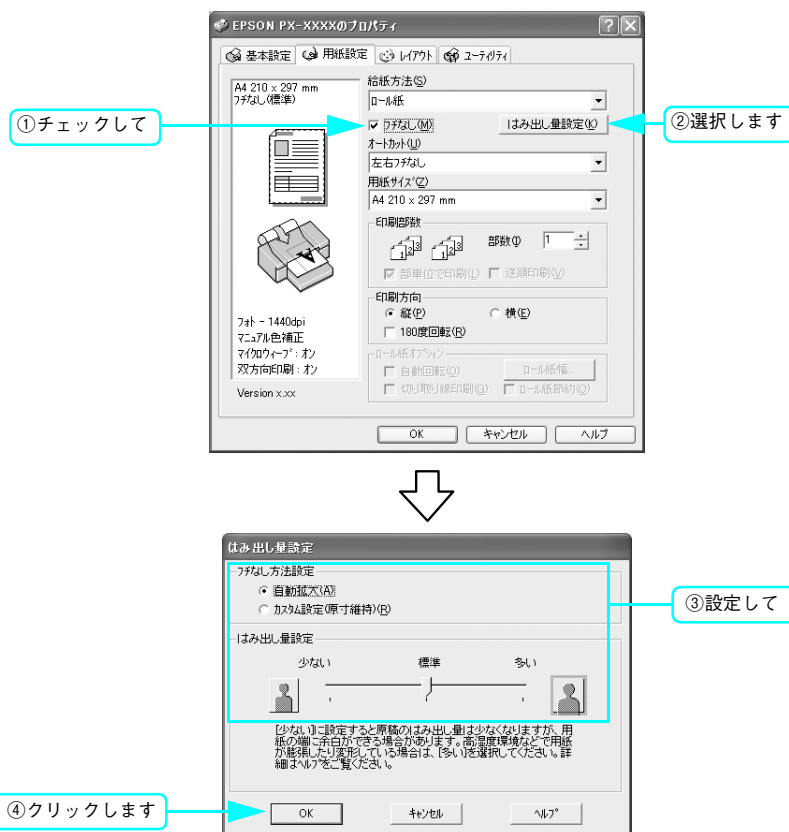 EPSON PX-XXXXのプロパティ
基本設定 用紙設定 レイアウト ユーティリティ
A4 210 x 297 mm
フチなし(標準)
給紙方法(S)
ロール紙
①チェックして
フチなし(M) はみ出し量設定(K)
②選択します
オートカット(U)
左右フチなし
用紙サイズ(Z)
A4 210 x 297 mm
印刷部数
1 2 3 1 2 3
部数(I) 1
部単位で印刷(L) 逆順印刷(V)
印刷方向
縦(P) 横(E)
180度回転(R)
フォト - 1440dpi
マニュアル色補正
マイクロウィーブ : オン
双方向印刷 : オン
Version x.xx
ロール紙オプション
自動回転(O) ロール紙幅...
切り取り線印刷(G) ロール紙節約(O)
OK キャンセル ヘルプ
はみ出し量設定
フチなし方法設定
自動拡大(A)
カスタム設定(原寸維持)(R)
③設定して
はみ出し量設定
少ない 標準 多い
[少ない]に設定すると原稿のはみ出し量は少なくなりますが、用
紙の端に余白ができる場合があります。高湿度環境などで用紙
が膨張したり変形している場合は、[多い]を選択してください。詳
細はヘルプをご覧ください。
④クリックします
OK キャンセル ヘルプ